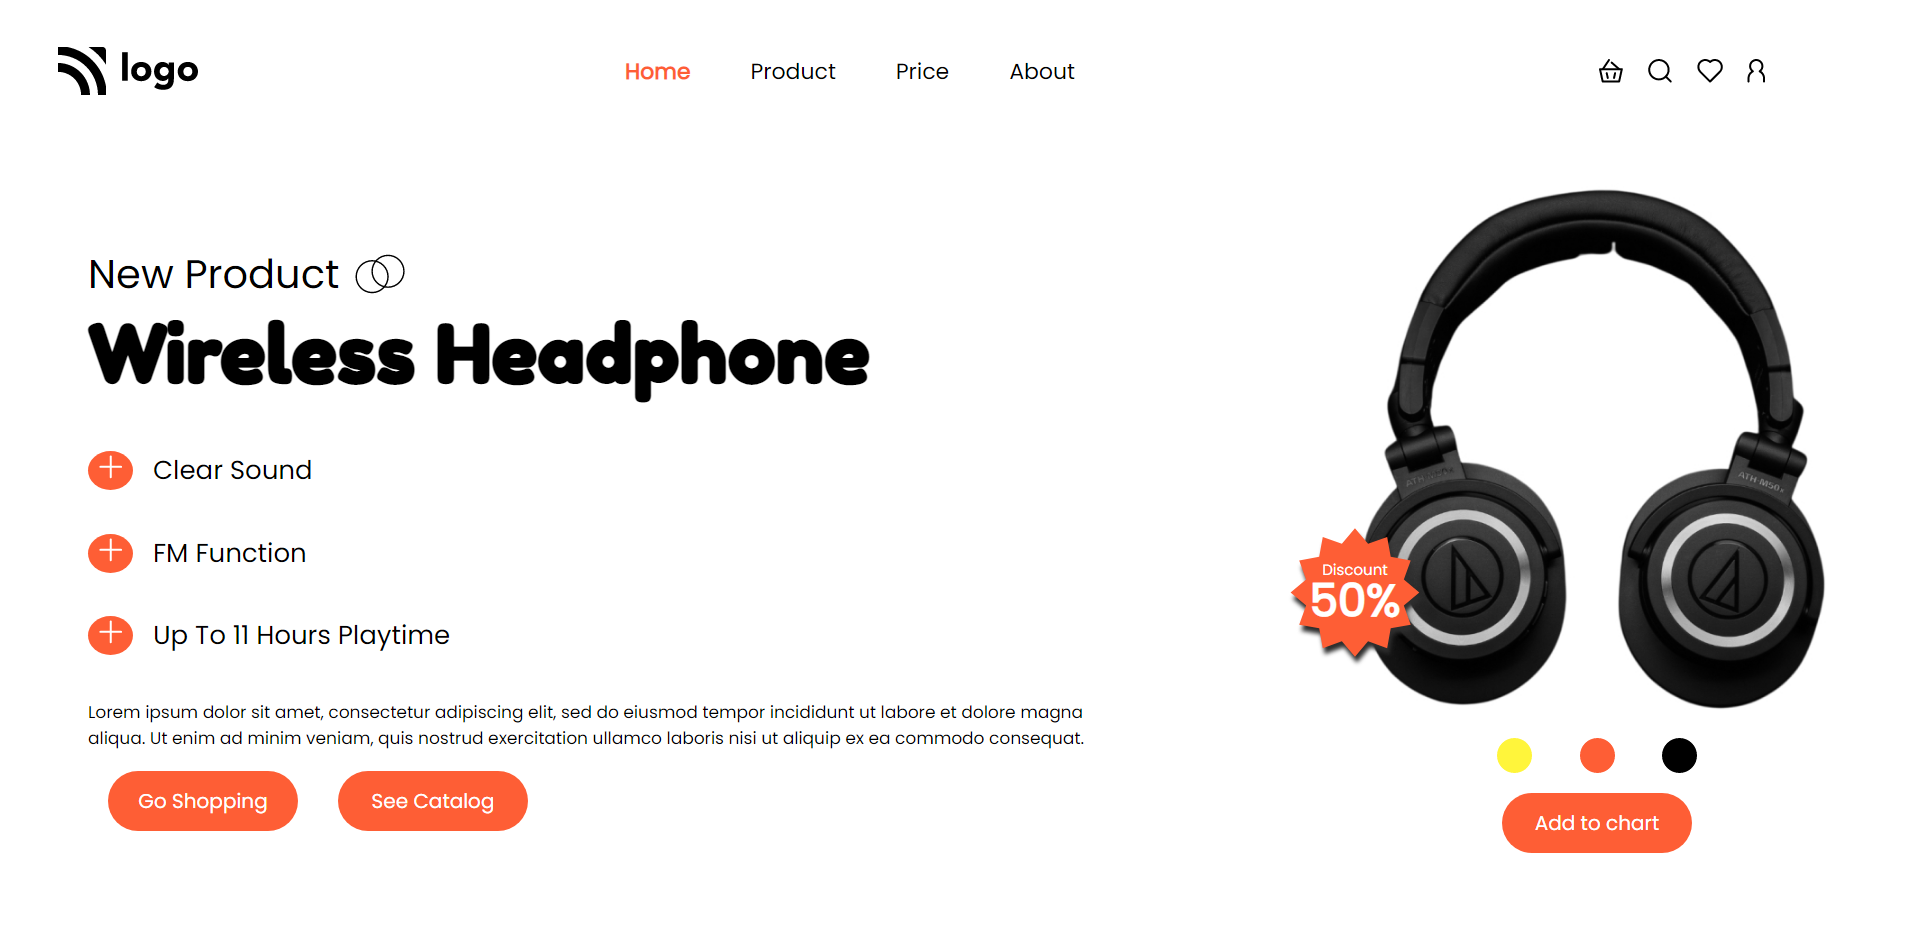 logo
Home
Product
Price
About
New Product
Wireless Headphone
Clear Sound
FM Function
Up To 11 Hours Playtime
Lorem ipsum dolor sit amet, consectetur adipiscing elit, sed do eiusmod tempor incididunt ut labore et dolore magna
aliqua. Ut enim ad minim veniam, quis nostrud exercitation ullamco laboris nisi ut aliquip ex ea commodo consequat.
Go Shopping
See Catalog
ATH-M50x
Discount
50%
Add to chart